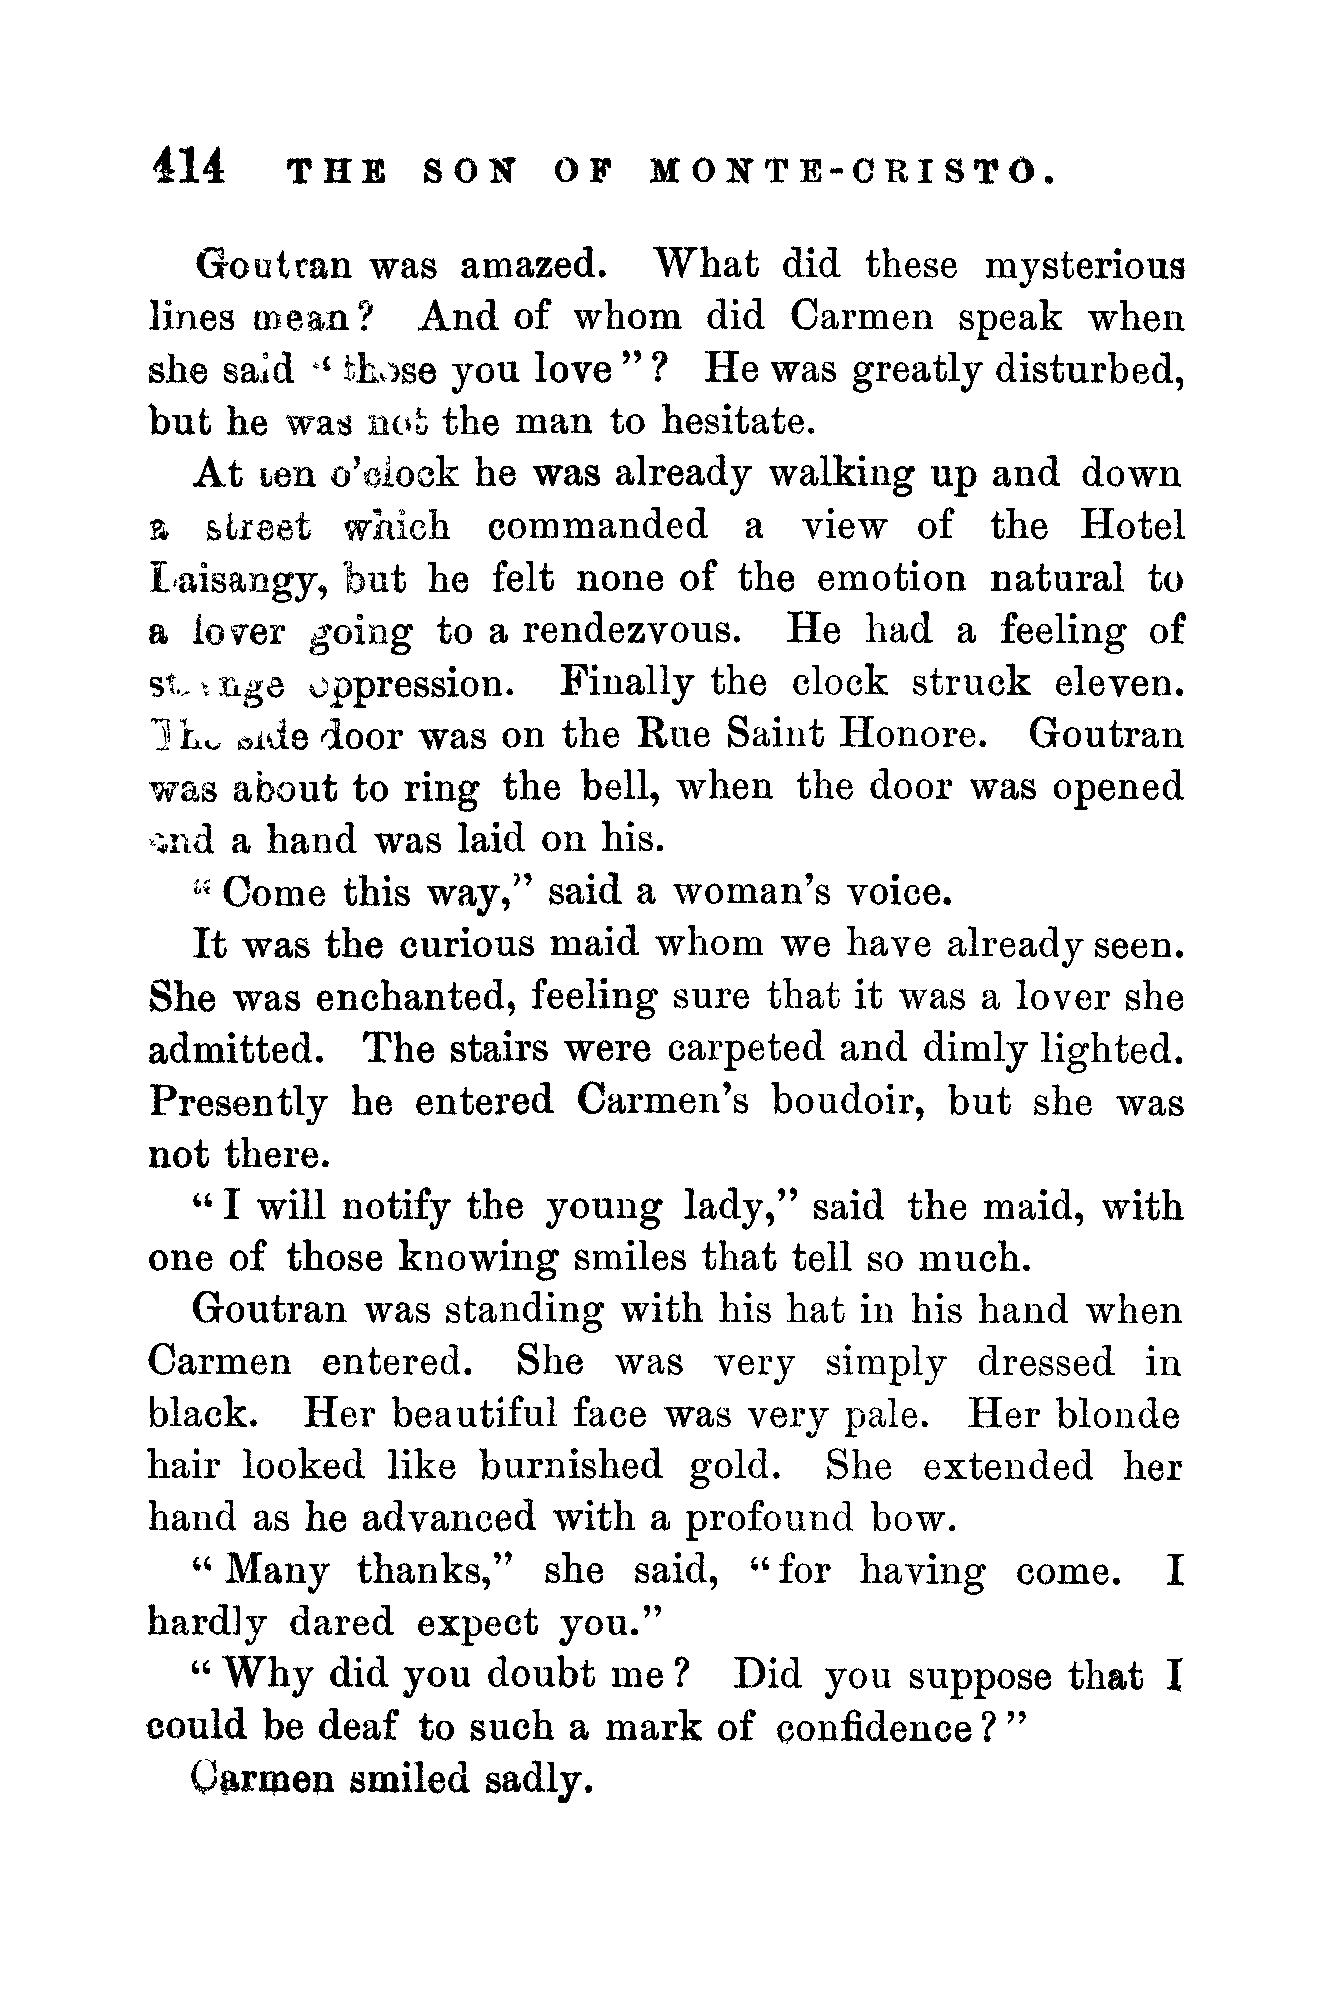 414 THE SON OF MONTE-CRISTO.
Goutran was amazed. What did these mysterious
lines mean? And of whom did Carmen speak when
she said “ those you love ” ? He was greatly disturbed,
but he was not the man to hesitate.
At ten o’clock he was already walking up and down
a street which commanded a view of the Hotel
Laisangy, but he felt none of the emotion natural to
a lover going to a rendezvous. He had a feeling of
strange oppression. Finally the clock struck eleven.
The side door was on the Rue Saint Honore. Goutran
was about to ring the bell, when the door was opened
and a hand was laid on his.
“ Come this way,” said a woman’s voice.
It was the curious maid whom we have already seen.
She was enchanted, feeling sure that it was a lover she
admitted. The stairs were carpeted and dimly lighted.
Presently he entered Carmen’s boudoir, but she was
not there.
“ I will notify the young lady,” said the maid, with
one of those knowing smiles that tell so much.
Goutran was standing with his hat in his hand when
Carmen entered. She was very simply dressed in
black. Her beautiful face was very pale. Her blonde
hair looked like burnished gold. She extended her
hand as he advanced with a profound bow.
“ Many thanks,” she said, “ for having come. I
hardly dared expect you.”
“ Why did you doubt me ? Did you suppose that I
could be deaf to such a mark of confidence ? ”
Carmen smiled sadly.